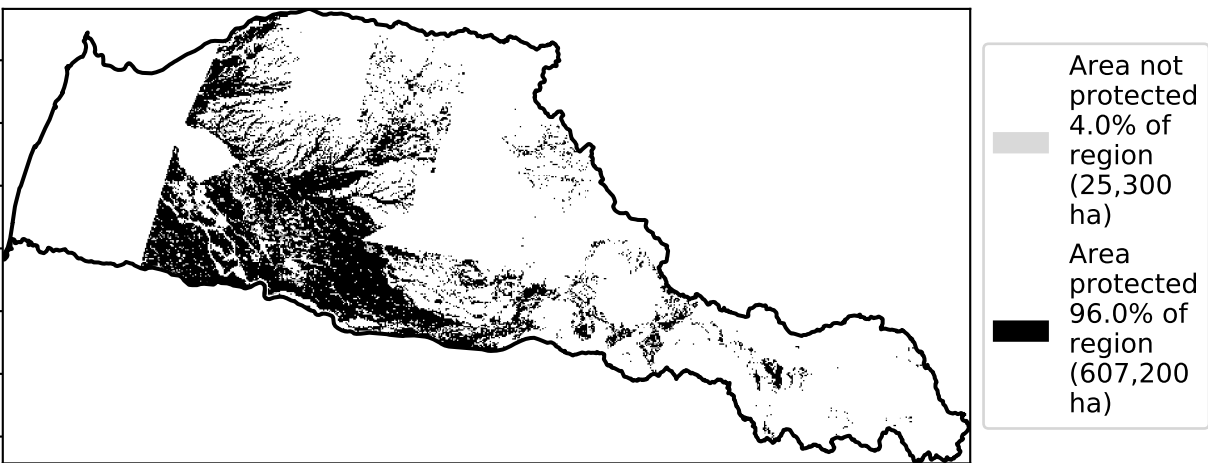 Area not
protected
4.0% of
region
(25,300
ha)
Area
protected
96.0% of
region
(607,200
ha)